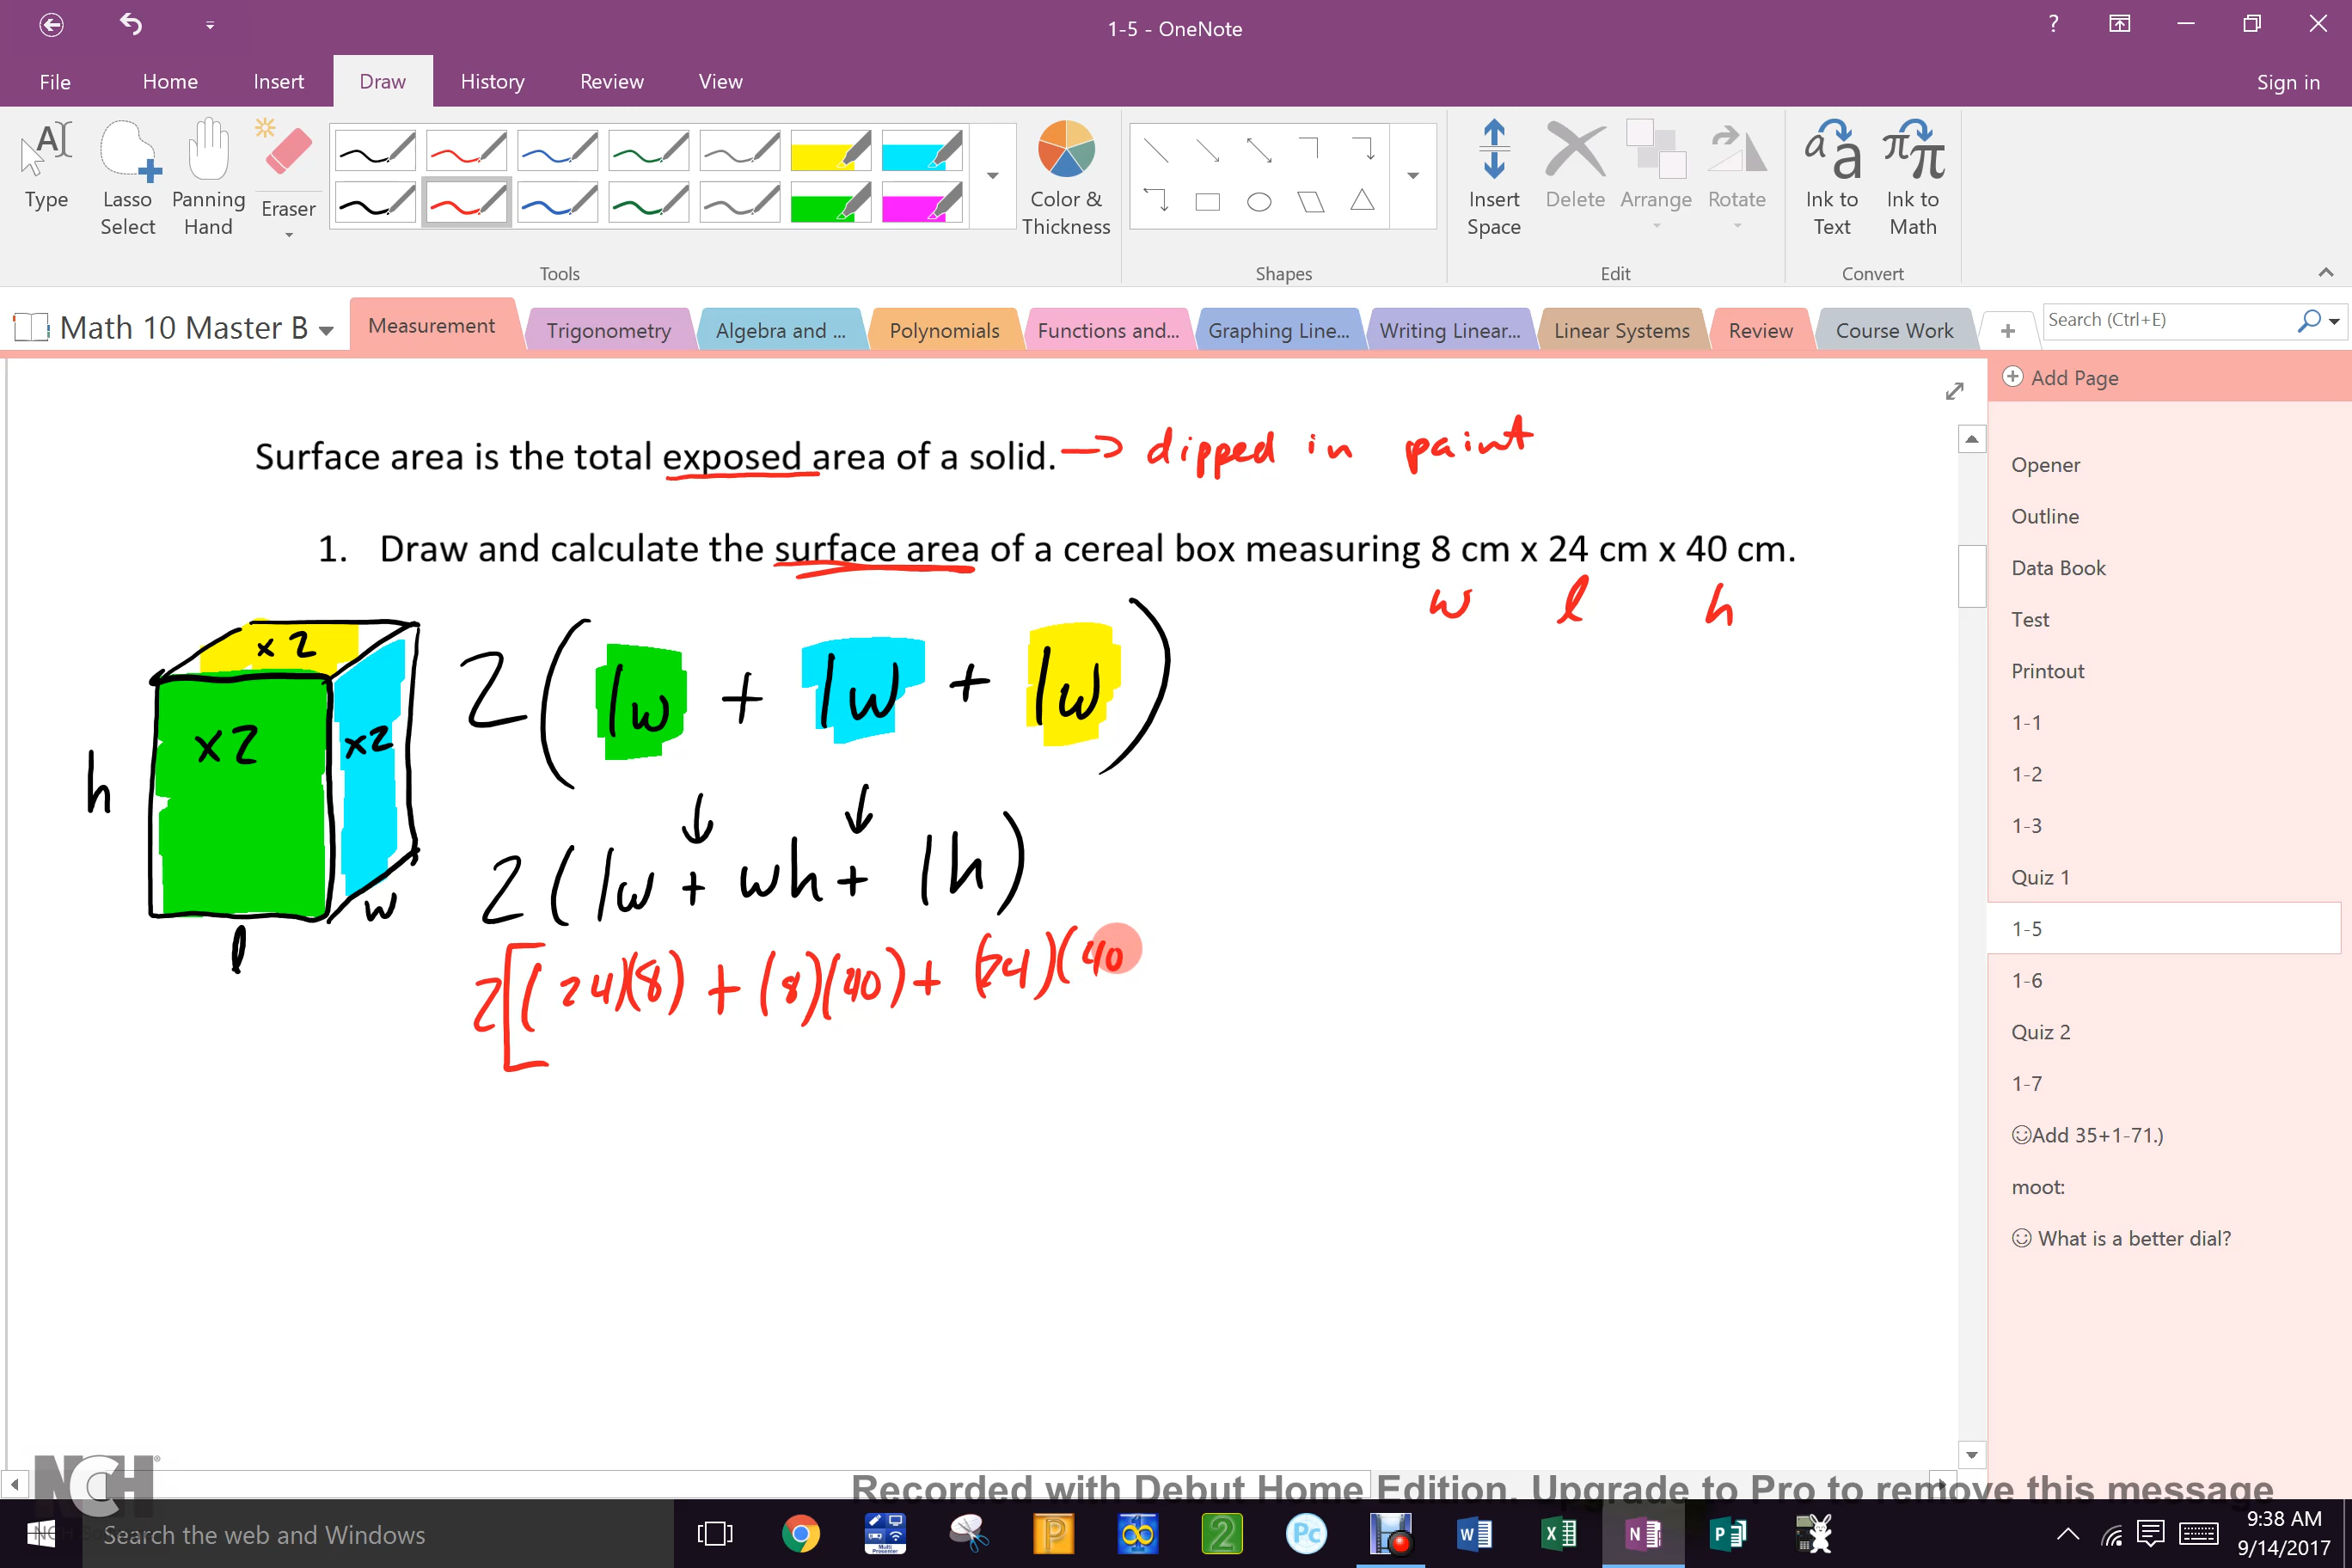 1-5 - OneNote
?
File Home Insert Draw History Review View Sign in
Type
Lasso Select
Panning Hand
Eraser
Color & Thickness
Insert Space
Delete
Arrange
Rotate
Ink to Text
Ink to Math
Tools Shapes Edit Convert
Math 10 Master B Measurement Trigonometry Algebra and ... Polynomials Functions and... Graphing Line... Writing Linear... Linear Systems Review Course Work + Search (Ctrl+E)
Add Page
Opener
Outline
Data Book
Test
Printout
1-1
1-2
1-3
Quiz 1
1-5
1-6
Quiz 2
1-7
☺Add 35+1-71.)
moot:
☺ What is a better dial?
Surface area is the total exposed area of a solid. → dipped in paint
1. Draw and calculate the surface area of a cereal box measuring 8 cm x 24 cm x 40 cm.
w l h
x2
x2 x2
h
w
l
2(lw + lw + lw)
↓ ↓
2(lw + wh + lh)
2[(24)(8) + (8)(40) + (24)(40
NCH
Recorded with Debut Home Edition. Upgrade to Pro to remove this message
Search the web and Windows
9:38 AM
9/14/2017